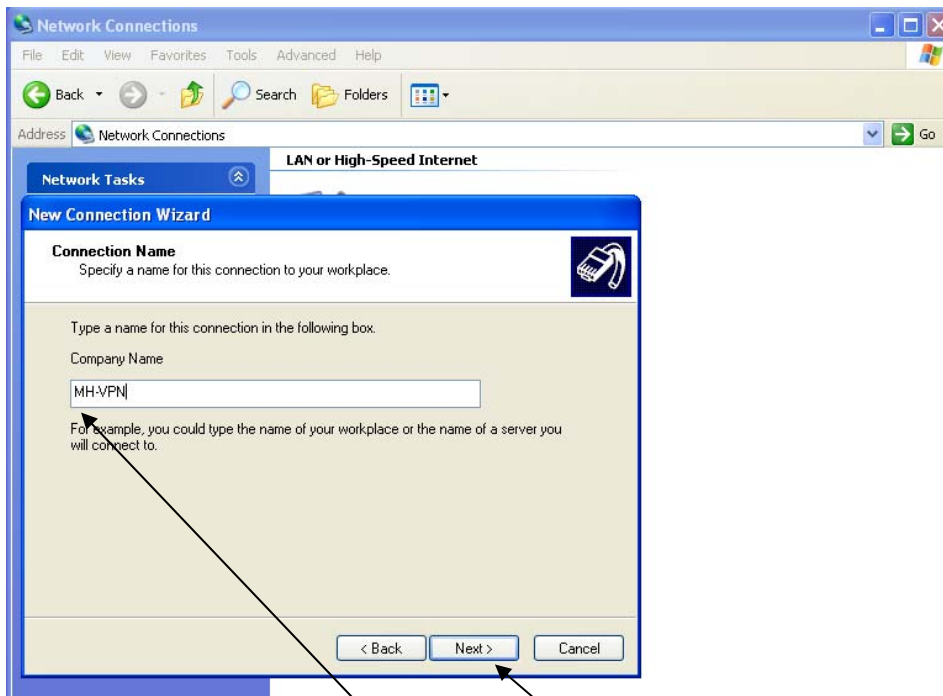 Network Connections
File Edit View Favorites Tools Advanced Help
Back Search Folders
Address Network Connections Go
LAN or High-Speed Internet
Network Tasks
New Connection Wizard
Connection Name
Specify a name for this connection to your workplace.
Type a name for this connection in the following box.
Company Name
MH-VPN
For example, you could type the name of your workplace or the name of a server you
will connect to.
< Back Next > Cancel